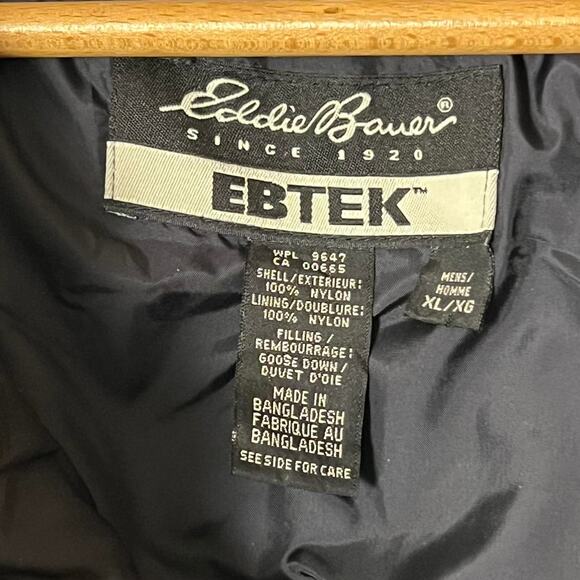 Eddie Bauer®
SINCE 1920
EBTEK™
WPL 9647
CA 00665
SHELL/EXTERIEUR:
100% NYLON
LINING/DOUBLURE:
100% NYLON
FILLING/
REMBOURRAGE:
GOOSE DOWN/
DUVET D'OIE
MADE IN
BANGLADESH
FABRIQUE AU
BANGLADESH
SEE SIDE FOR CARE
MENS/
HOMME
XL/XG